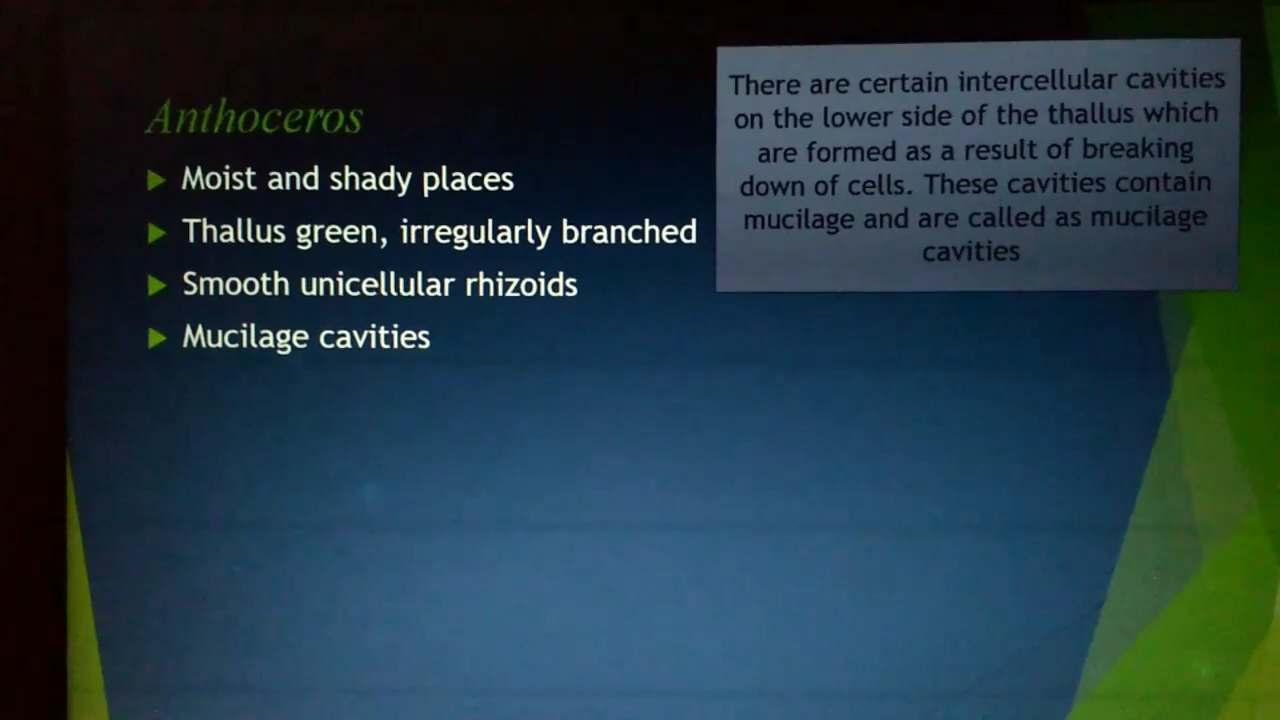 Anthoceros
Moist and shady places
Thallus green, irregularly branched
Smooth unicellular rhizoids
Mucilage cavities
There are certain intercellular cavities
on the lower side of the thallus which
are formed as a result of breaking
down of cells. These cavities contain
mucilage and are called as mucilage
cavities